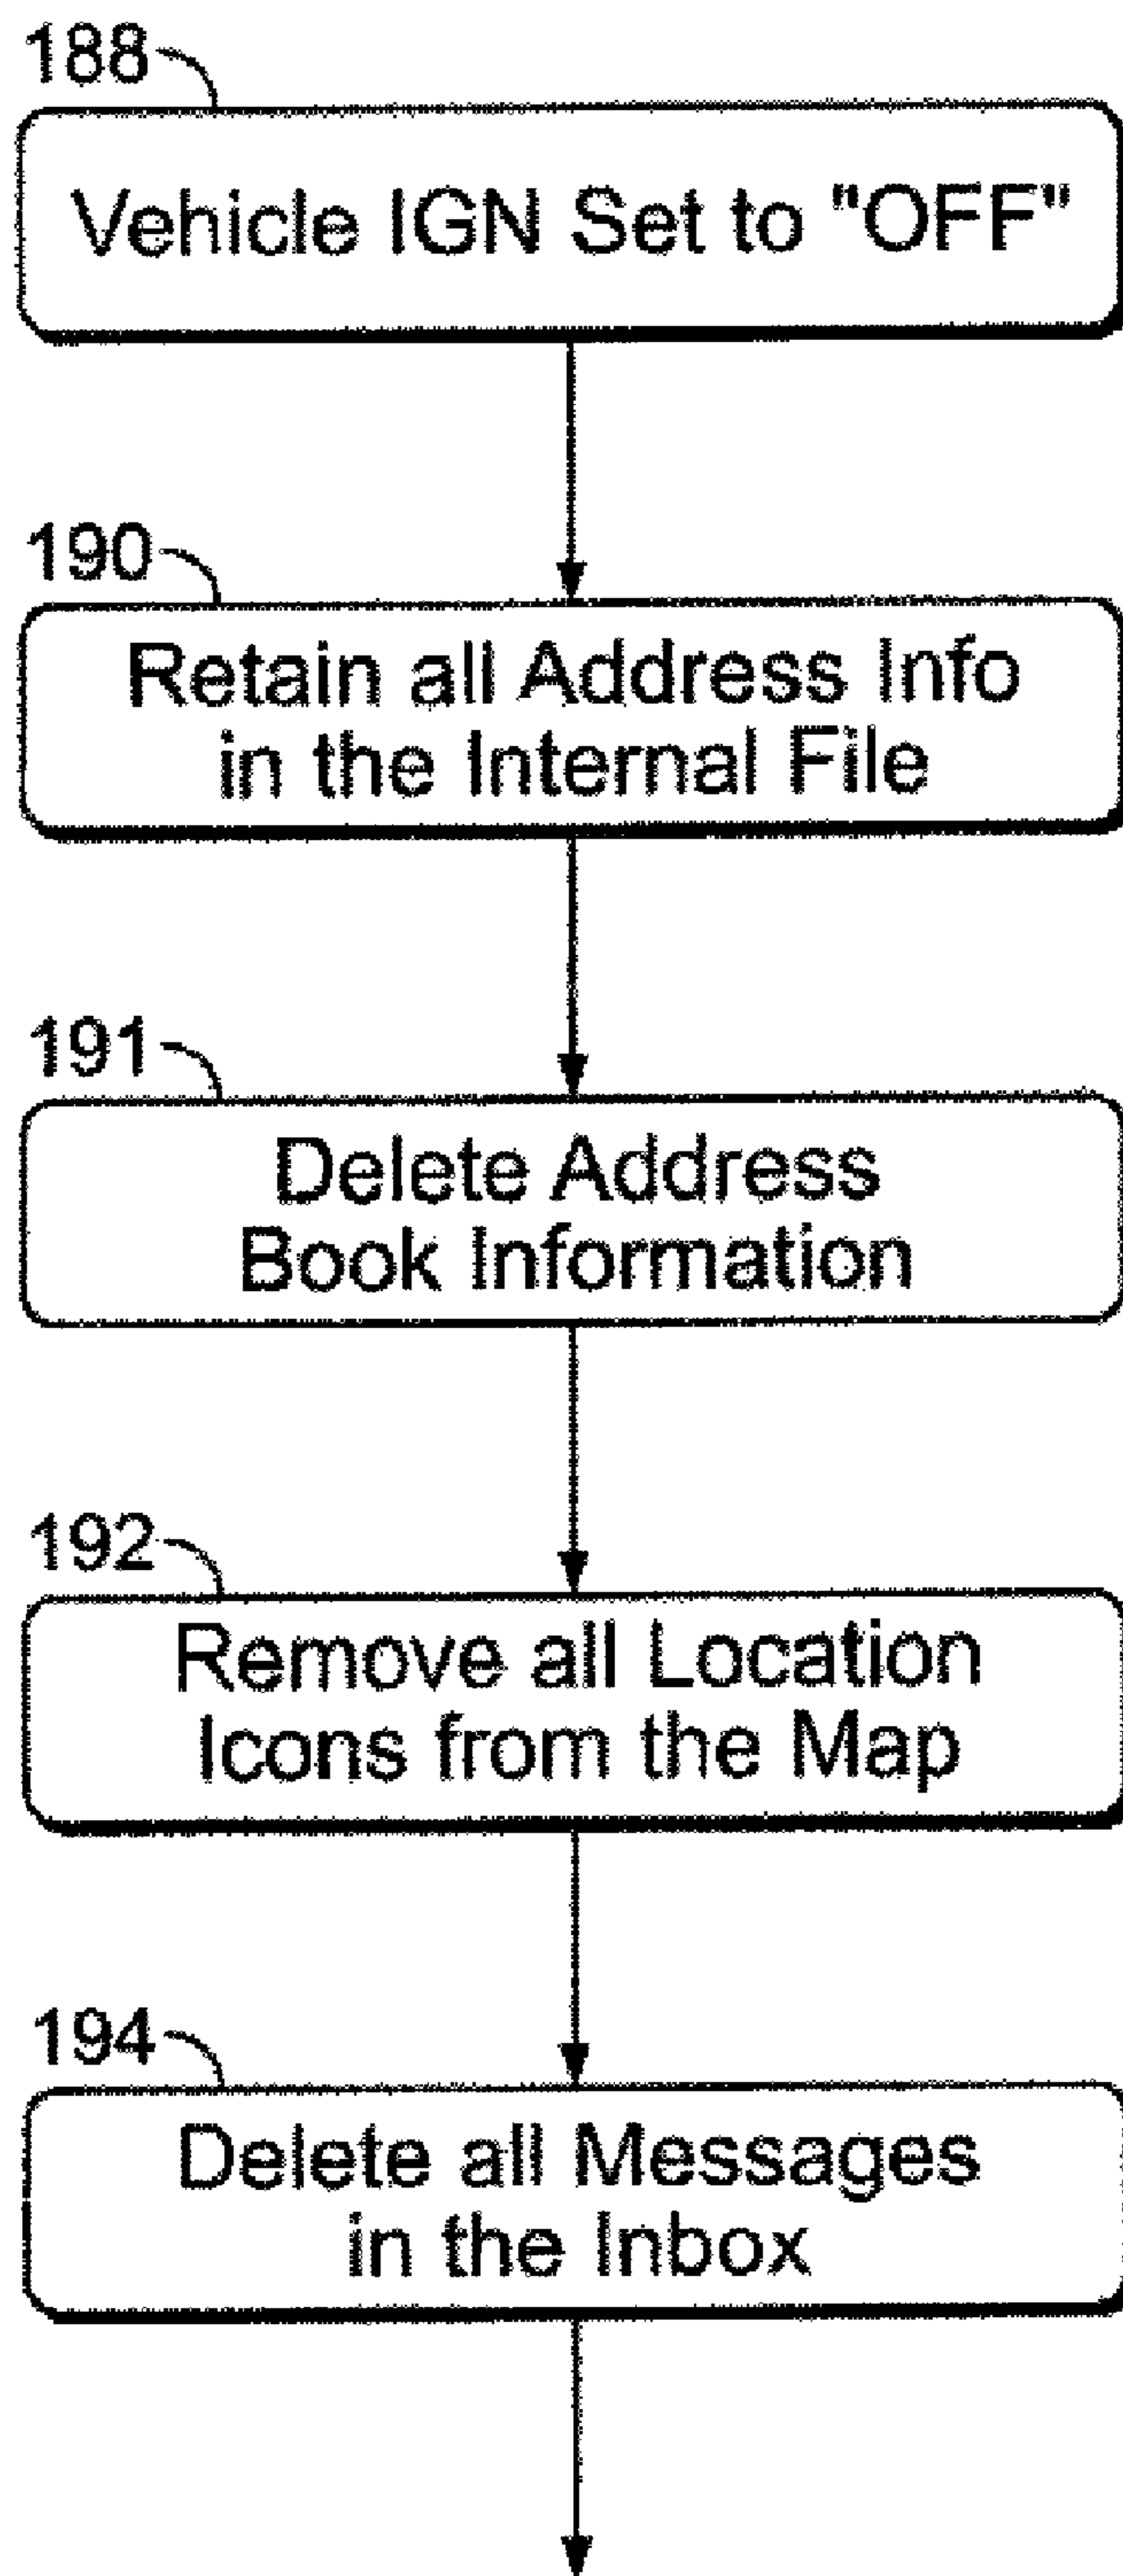 188
Vehicle IGN Set to "OFF"
190
Retain all Address Info
in the Internal File
191
Delete Address
Book Information
192
Remove all Location
Icons from the Map
194
Delete all Messages
in the Inbox